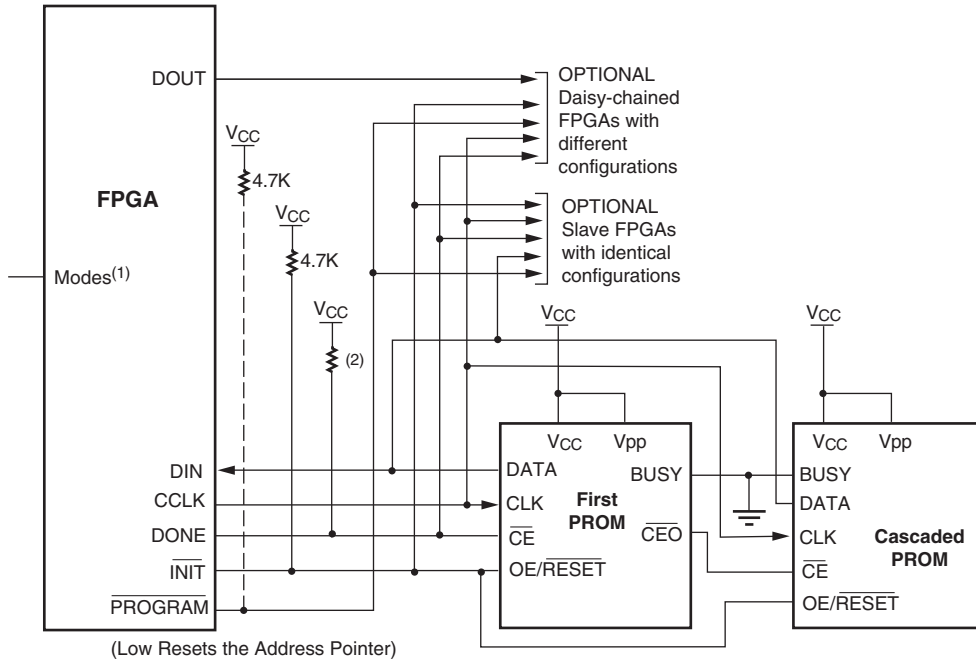 DOUT
OPTIONAL
Daisy-chained
FPGAs with
different
configurations
VCC
4.7K
FPGA
VCC
4.7K
OPTIONAL
Slave FPGAs
with identical
configurations
Modes(1)
VCC
(2)
VCC
VCC
DIN
CCLK
DONE
INIT
PROGRAM
(Low Resets the Address Pointer)
VCC
Vpp
DATA
BUSY
CLK
First
PROM
CE
CEO
OE/RESET
VCC
Vpp
BUSY
DATA
CLK
Cascaded
PROM
CE
OE/RESET